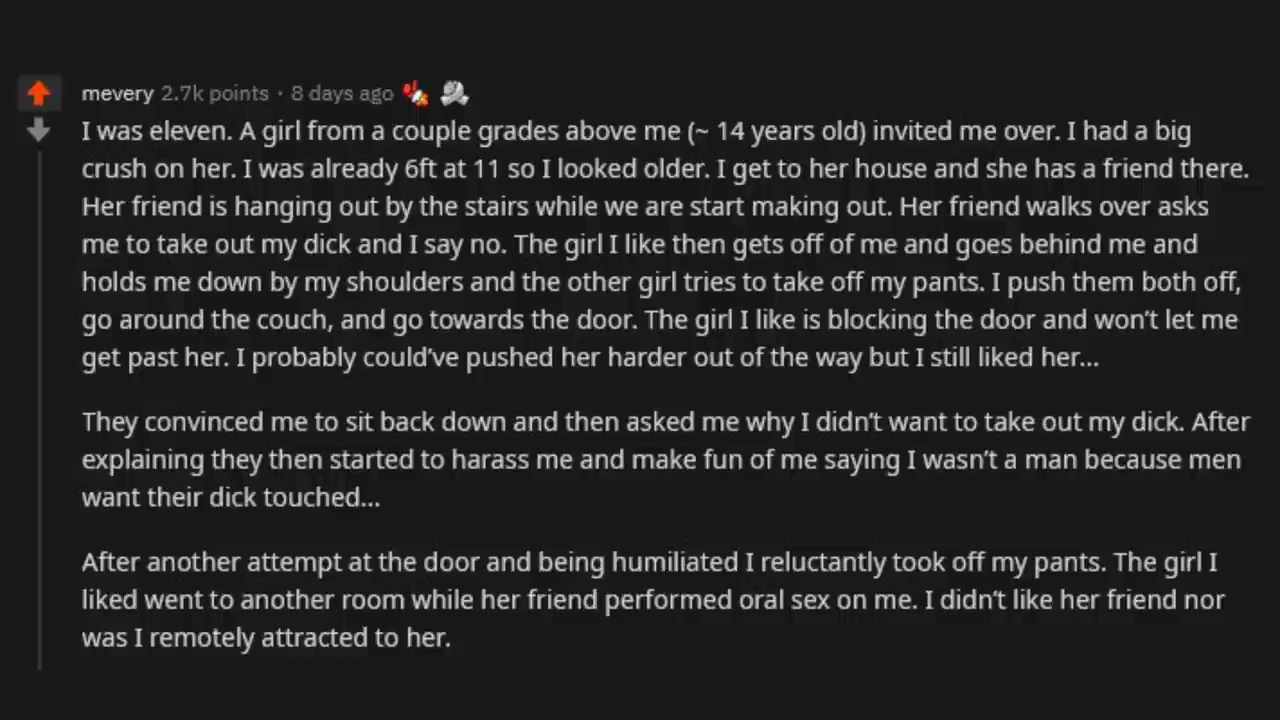 mevery 2.7k points · 8 days ago
I was eleven. A girl from a couple grades above me (~ 14 years old) invited me over. I had a big
crush on her. I was already 6ft at 11 so I looked older. I get to her house and she has a friend there.
Her friend is hanging out by the stairs while we are start making out. Her friend walks over asks
me to take out my dick and I say no. The girl I like then gets off of me and goes behind me and
holds me down by my shoulders and the other girl tries to take off my pants. I push them both off,
go around the couch, and go towards the door. The girl I like is blocking the door and won't let me
get past her. I probably could've pushed her harder out of the way but I still liked her...
They convinced me to sit back down and then asked me why I didn't want to take out my dick. After
explaining they then started to harass me and make fun of me saying I wasn't a man because men
want their dick touched...
After another attempt at the door and being humiliated I reluctantly took off my pants. The girl I
liked went to another room while her friend performed oral sex on me. I didn't like her friend nor
was I remotely attracted to her.